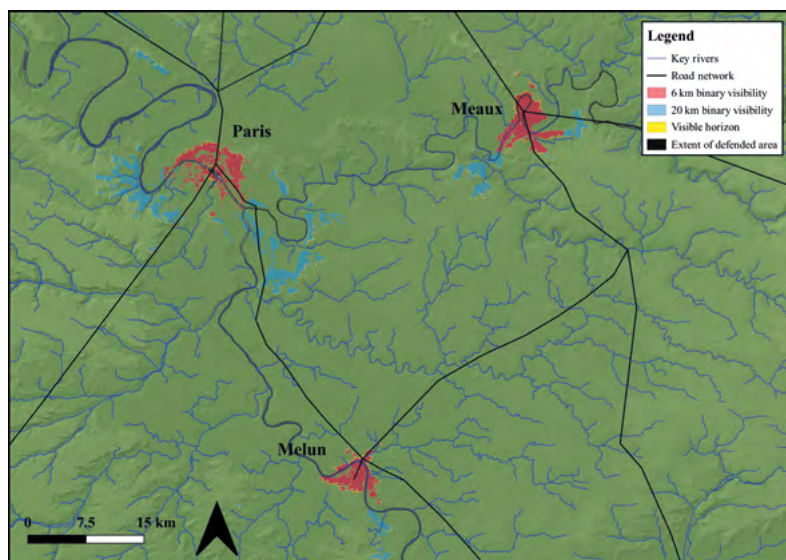 Legend
Key rivers
Road network
6 km binary visibility
20 km binary visibility
Visible horizon
Extent of defended area
Meaux
Paris
Melun
0 7.5 15 km